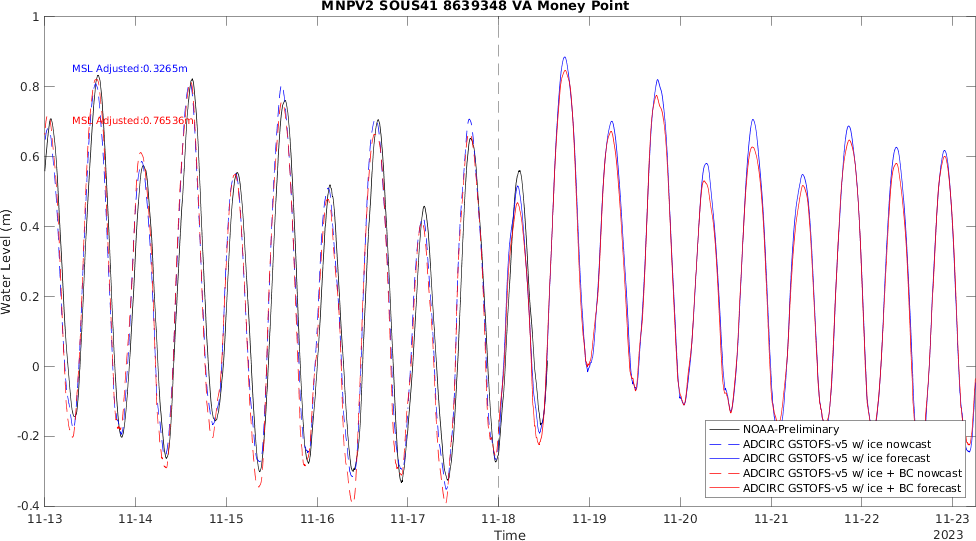 MNPV2 SOUS41 8639348 VA Money Point
1
0.8
0.6
0.4
0.2
0
-0.2
-0.4
Water Level (m)
MSL Adjusted:0.3265m
MSL Adjusted:0.76536m
NOAA-Preliminary
ADCIRC GSTOFS-v5 w/ ice nowcast
ADCIRC GSTOFS-v5 w/ ice forecast
ADCIRC GSTOFS-v5 w/ ice + BC nowcast
ADCIRC GSTOFS-v5 w/ ice + BC forecast
11-13 11-14 11-15 11-16 11-17 11-18 11-19 11-20 11-21 11-22 11-23
2023
Time